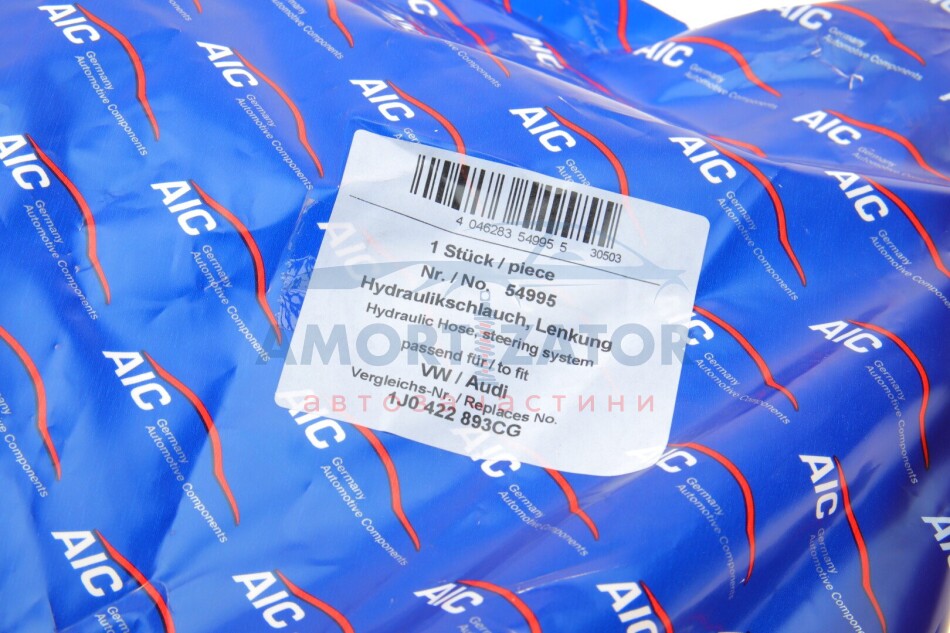 AIC
Germany
Automotive Components
4 046283 54995 5
30503
1 Stück / piece
Nr. / No. 54995
Hydraulikschlauch, Lenkung
Hydraulic Hose, steering system
passend für / to fit
VW / Audi
Vergleichs-Nr. / Replaces No.
1J0 422 893CG
AMORTIZATOR
автозапчастини